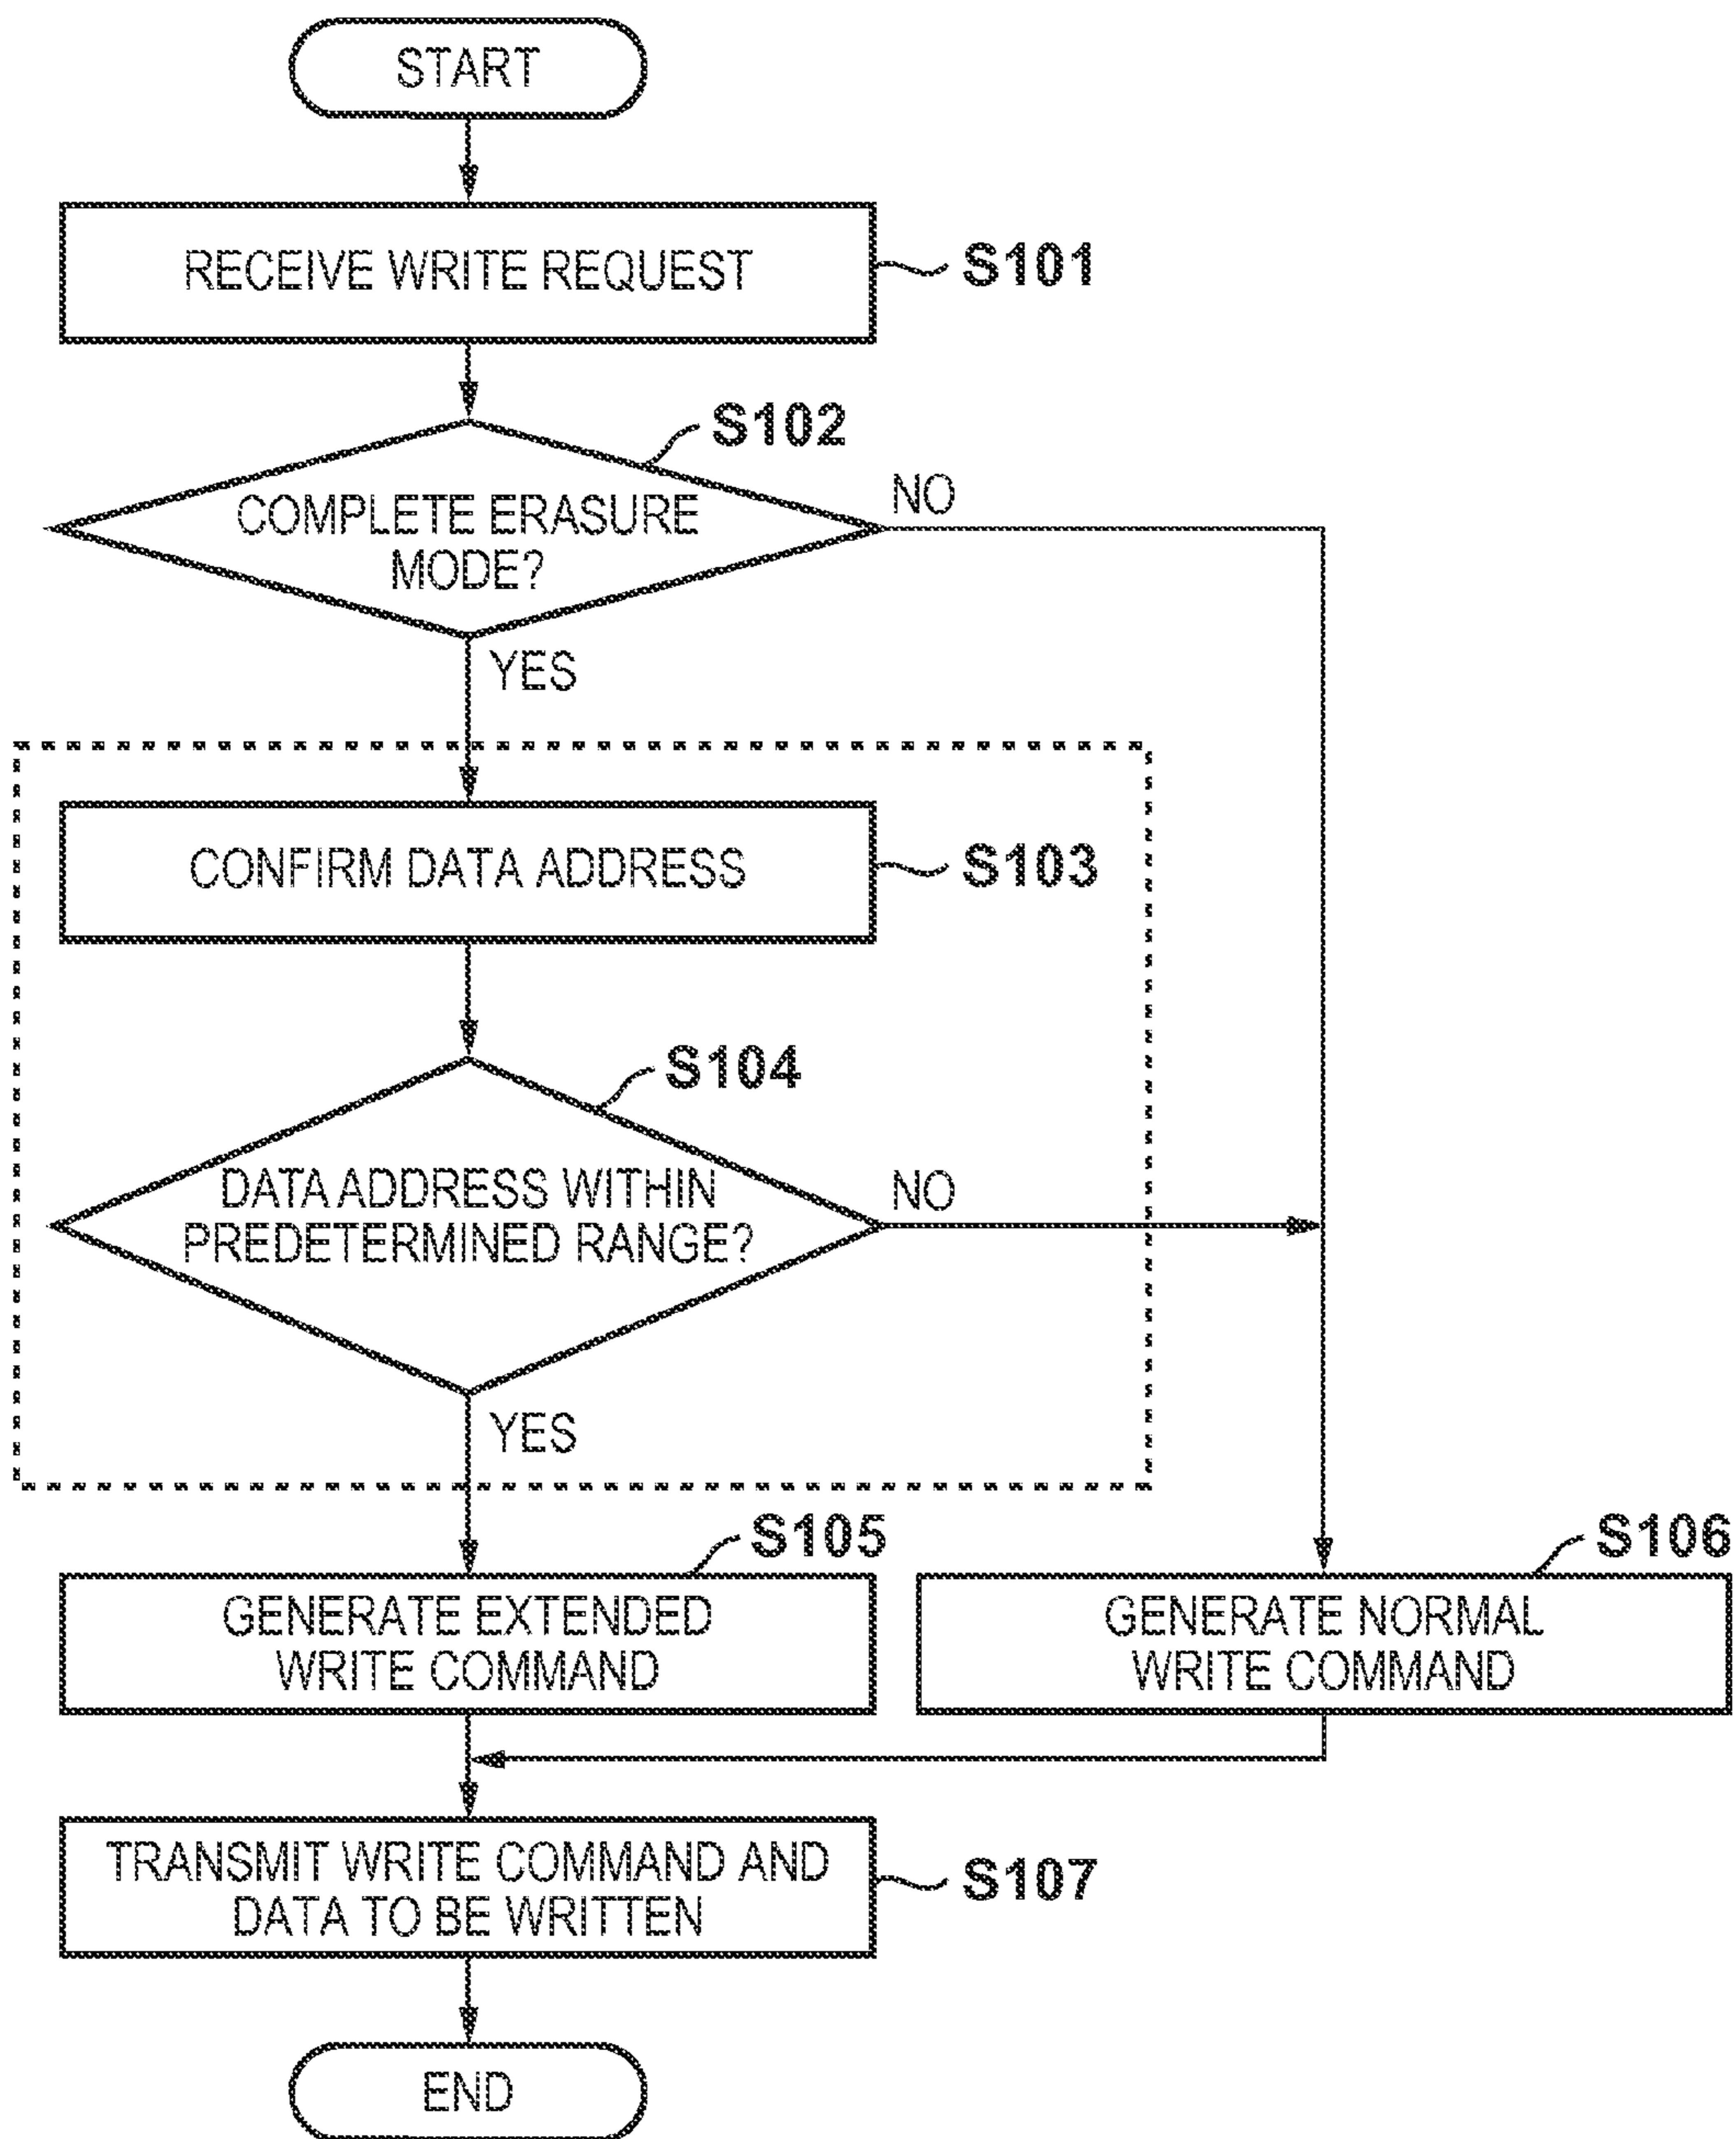 START
RECEIVE WRITE REQUEST
S101
S102
COMPLETE ERASURE
MODE?
NO
YES
CONFIRM DATA ADDRESS
S103
S104
DATA ADDRESS WITHIN
PREDETERMINED RANGE?
NO
YES
S105
GENERATE EXTENDED
WRITE COMMAND
S106
GENERATE NORMAL
WRITE COMMAND
TRANSMIT WRITE COMMAND AND
DATA TO BE WRITTEN
S107
END